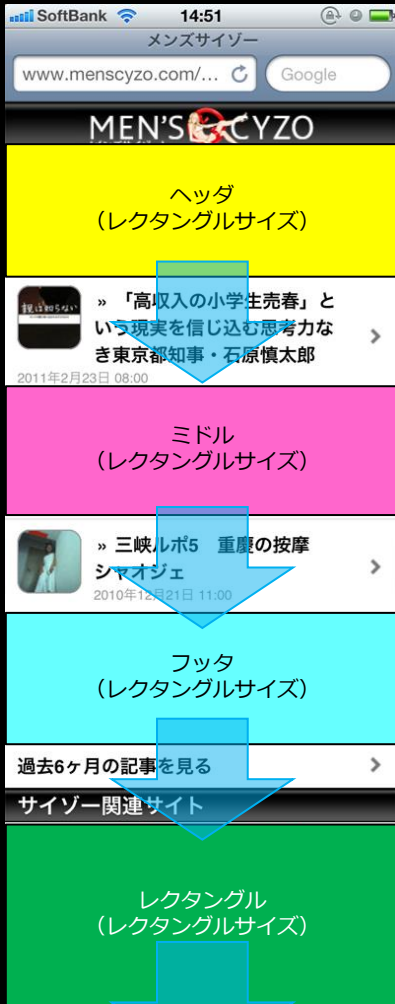 SoftBank 14:51
メンズサイゾー
www.menscyzo.com/... Google
MEN'S CYZO
ヘッダ
（レクタングルサイズ）
» 「高収入の小学生売春」と
いう現実を信じ込む思考力な
き東京都知事・石原慎太郎
2011年2月23日 08:00
ミドル
（レクタングルサイズ）
» 三峡ルポ5　重慶の按摩
シャオジェ
2010年12月21日 11:00
フッタ
（レクタングルサイズ）
過去6ヶ月の記事を見る
サイゾー関連サイト
レクタングル
（レクタングルサイズ）